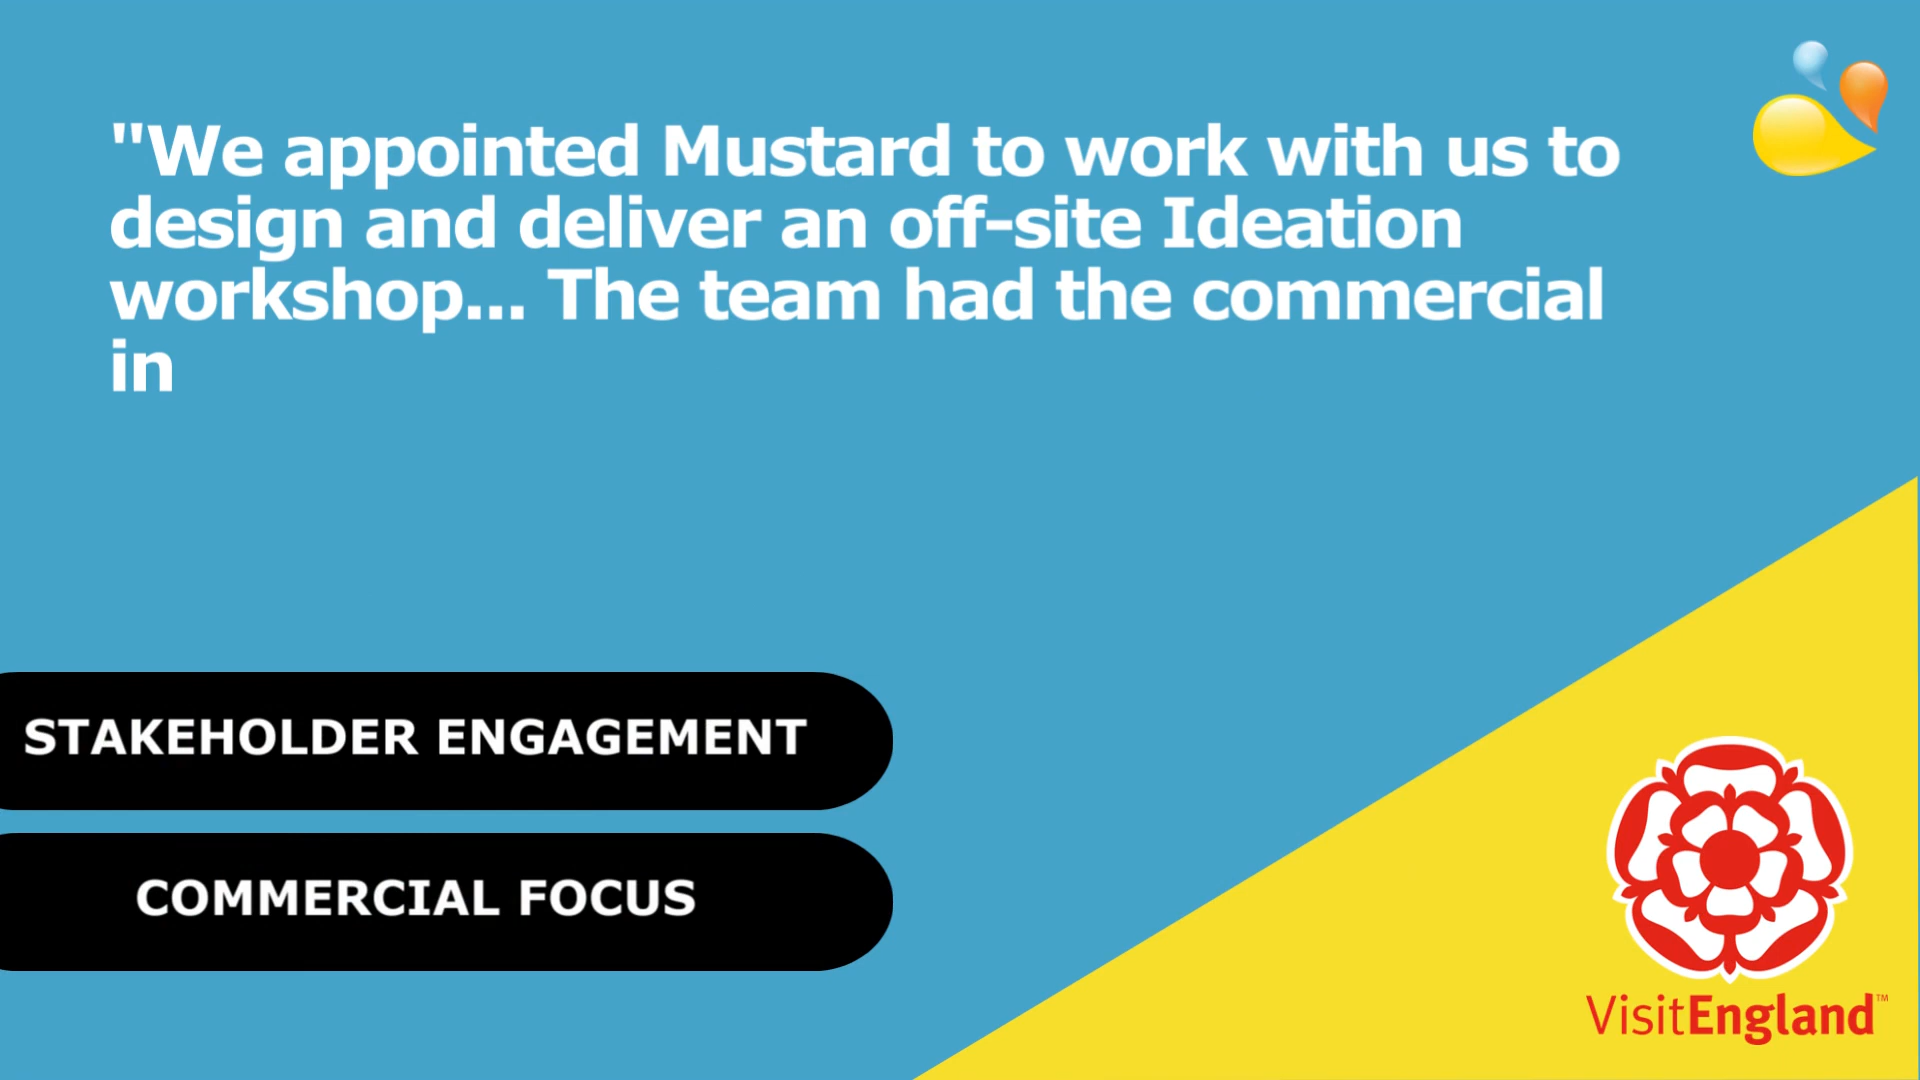 "We appointed Mustard to work with us to
design and deliver an off-site Ideation
workshop... The team had the commercial
in
STAKEHOLDER ENGAGEMENT
COMMERCIAL FOCUS
VisitEngland™